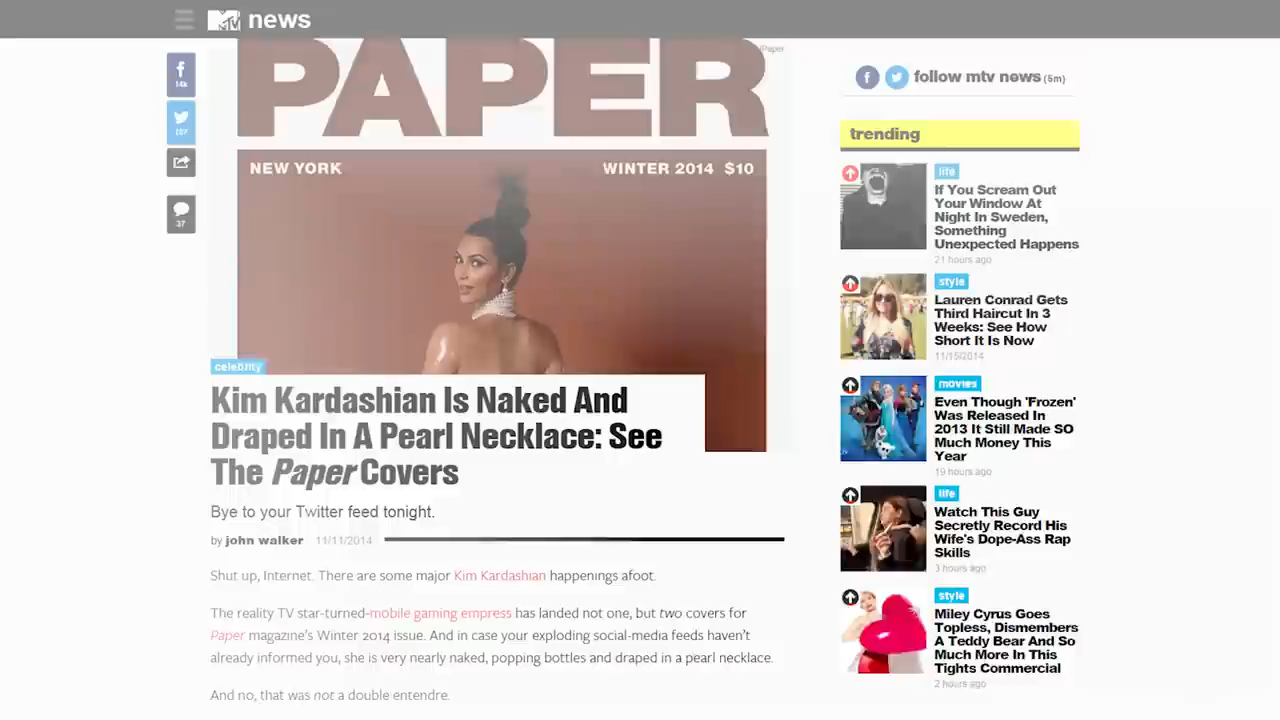 MTV news
PAPER
/Paper
NEW YORK
WINTER 2014 $10
14k
157
37
celebrity
Kim Kardashian Is Naked And
Draped In A Pearl Necklace: See
The Paper Covers
Bye to your Twitter feed tonight.
by john walker 11/11/2014
Shut up, Internet. There are some major Kim Kardashian happenings afoot.
The reality TV star-turned-mobile gaming empress has landed not one, but two covers for
Paper magazine's Winter 2014 issue. And in case your exploding social-media feeds haven't
already informed you, she is very nearly naked, popping bottles and draped in a pearl necklace.
And no, that was not a double entendre.
follow mtv news (5m)
trending
life
If You Scream Out
Your Window At
Night In Sweden,
Something
Unexpected Happens
21 hours ago
style
Lauren Conrad Gets
Third Haircut In 3
Weeks: See How
Short It Is Now
11/15/2014
movies
Even Though 'Frozen'
Was Released In
2013 It Still Made SO
Much Money This
Year
19 hours ago
life
Watch This Guy
Secretly Record His
Wife's Dope-Ass Rap
Skills
3 hours ago
style
Miley Cyrus Goes
Topless, Dismembers
A Teddy Bear And So
Much More In This
Tights Commercial
2 hours ago